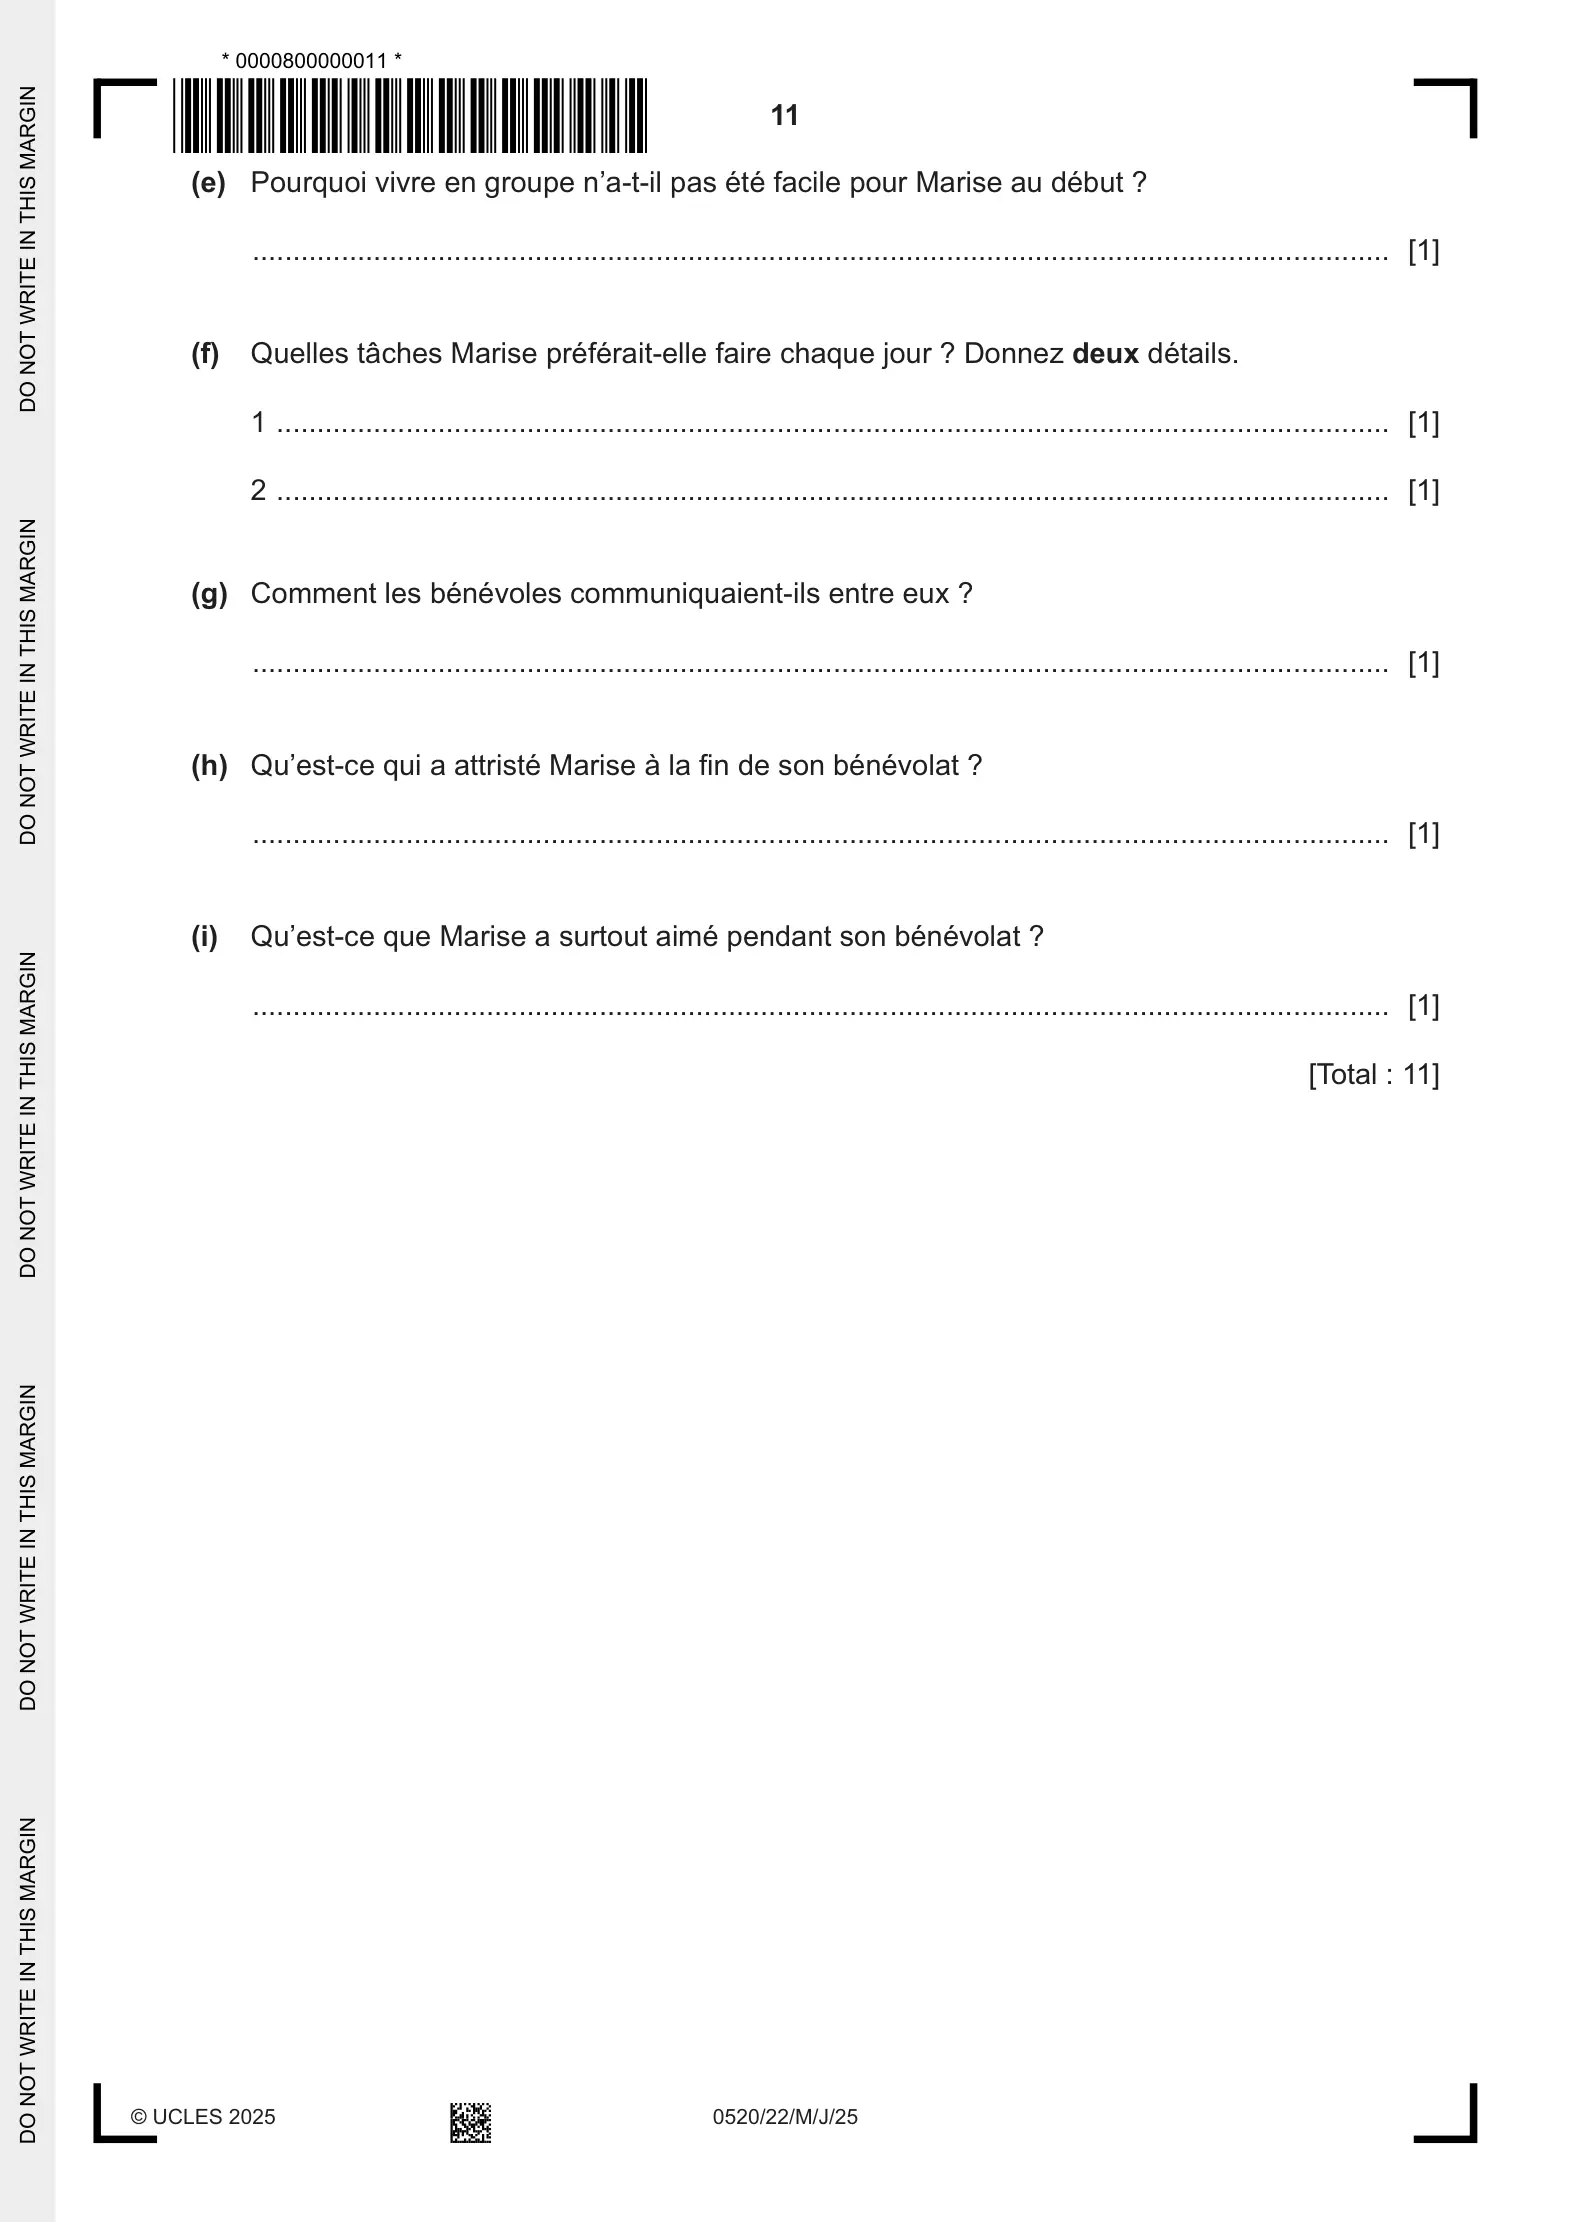 * 0000800000011 *
11
DO NOT WRITE IN THIS MARGIN
DO NOT WRITE IN THIS MARGIN
DO NOT WRITE IN THIS MARGIN
DO NOT WRITE IN THIS MARGIN
DO NOT WRITE IN THIS MARGIN
(e) Pourquoi vivre en groupe n’a-t-il pas été facile pour Marise au début ?
.......................................................................................................................................... [1]
(f) Quelles tâches Marise préférait-elle faire chaque jour ? Donnez deux détails.
1 ....................................................................................................................................... [1]
2 ....................................................................................................................................... [1]
(g) Comment les bénévoles communiquaient-ils entre eux ?
.......................................................................................................................................... [1]
(h) Qu’est-ce qui a attristé Marise à la fin de son bénévolat ?
.......................................................................................................................................... [1]
(i) Qu’est-ce que Marise a surtout aimé pendant son bénévolat ?
.......................................................................................................................................... [1]
[Total : 11]
© UCLES 2025
0520/22/M/J/25